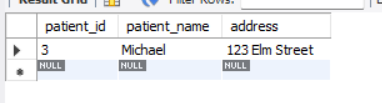 Result Grid Filter Rows:
patient_id patient_name address
3 Michael 123 Elm Street
NULL NULL NULL